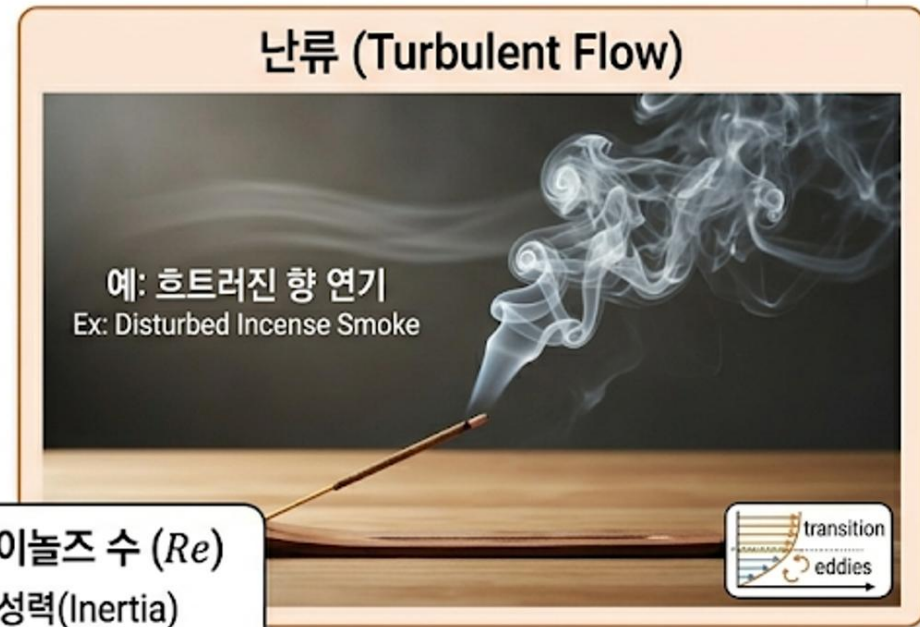 난류 (Turbulent Flow)
예: 흐트러진 향 연기
Ex: Disturbed Incense Smoke
이놀즈 수 (Re)
성력(Inertia)
transition
eddies